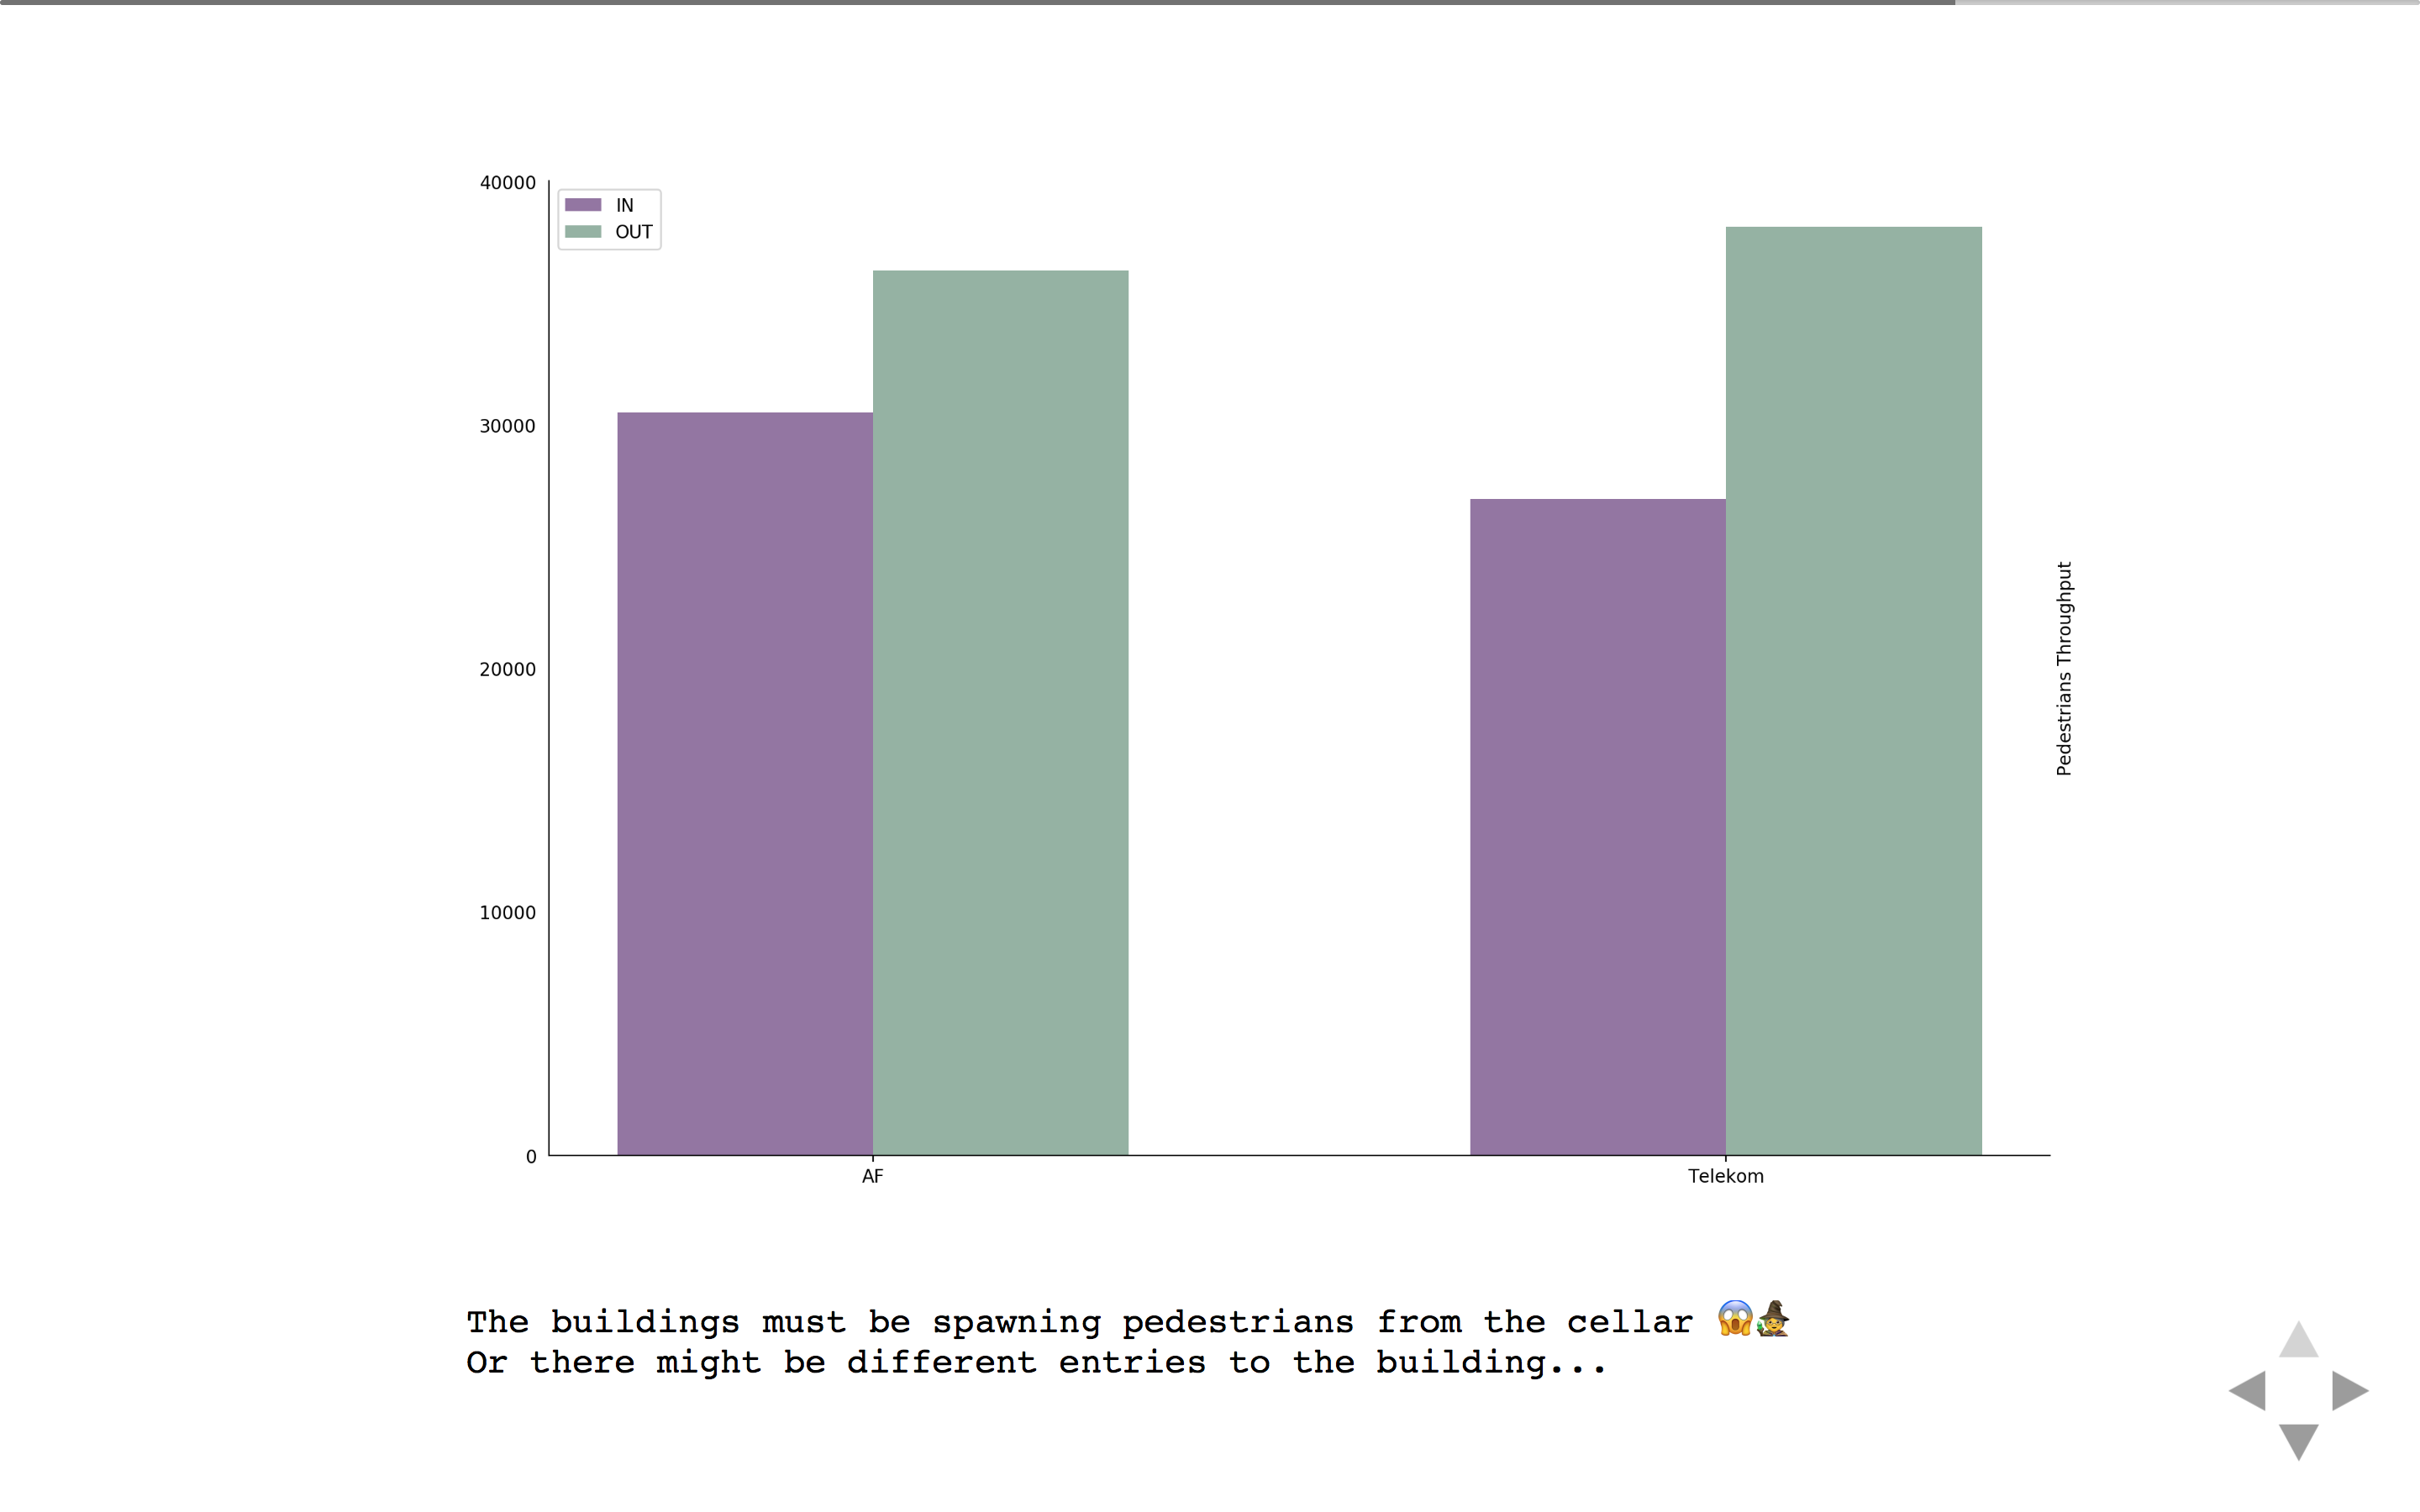 40000
IN
OUT
30000
20000
10000
0
AF
Telekom
Pedestrians Throughput
The buildings must be spawning pedestrians from the cellar 😱🧙
Or there might be different entries to the building...